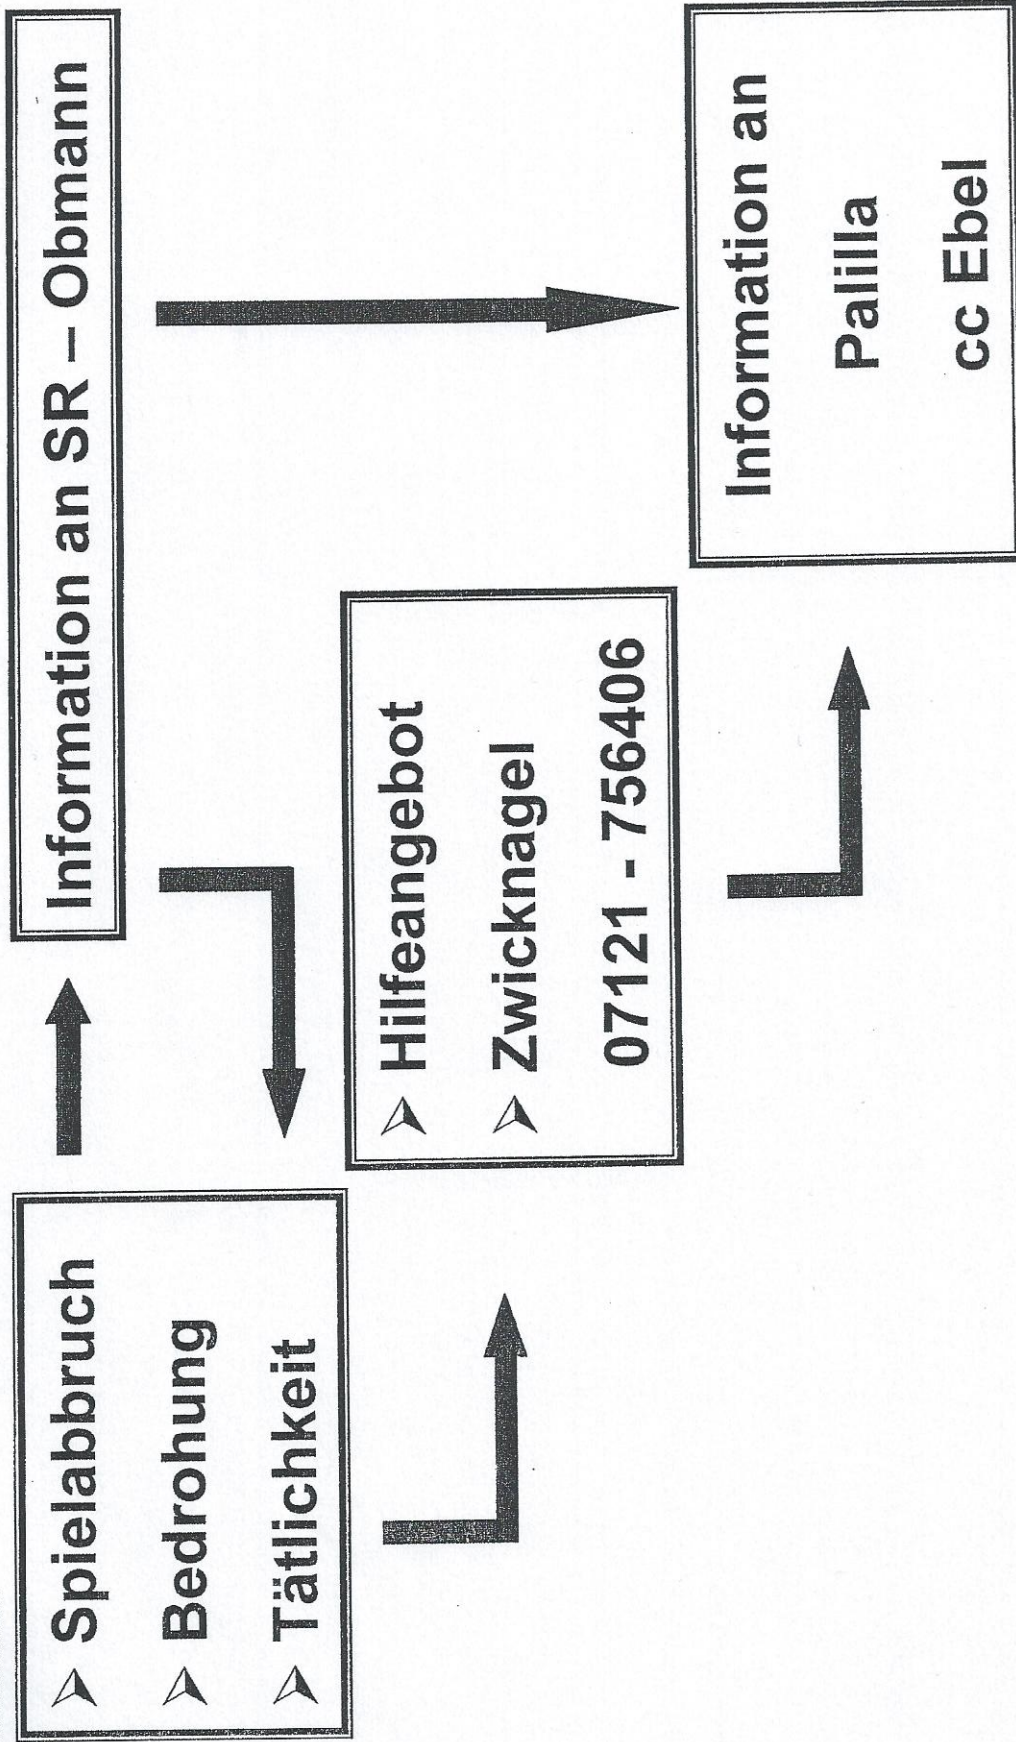 Spielabbruch
Bedrohung
Tätlichkeit
Information an SR – Obmann
Hilfeangebot
Zwicknagel
07121 - 756406
Information an
Palilla
cc Ebel